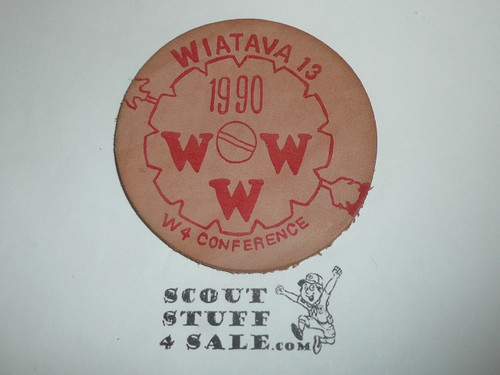 WIATAVA 13
1990
W W
W
W4 CONFERENCE
SCOUT
STUFF
4 SALE.COM